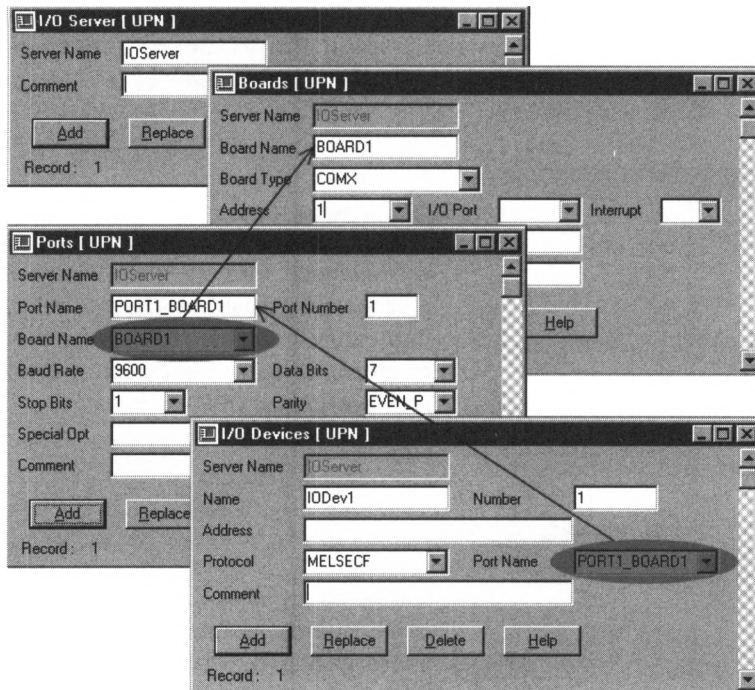 I/O Server [ UPN ]
Server Name IOServer
Comment
Add Replace
Record : 1
Boards [ UPN ]
Server Name IOServer
Board Name BOARD1
Board Type COMX
Address 1 I/O Port Interrupt
Help
Ports [ UPN ]
Server Name IOServer
Port Name PORT1_BOARD1 Port Number 1
Board Name BOARD1
Baud Rate 9600 Data Bits 7
Stop Bits 1 Parity EVEN_P
Special Opt
Comment
Add Replace
Record : 1
I/O Devices [ UPN ]
Server Name IOServer
Name IODev1 Number 1
Address
Protocol MELSECF Port Name PORT1_BOARD1
Comment
Add Replace Delete Help
Record : 1